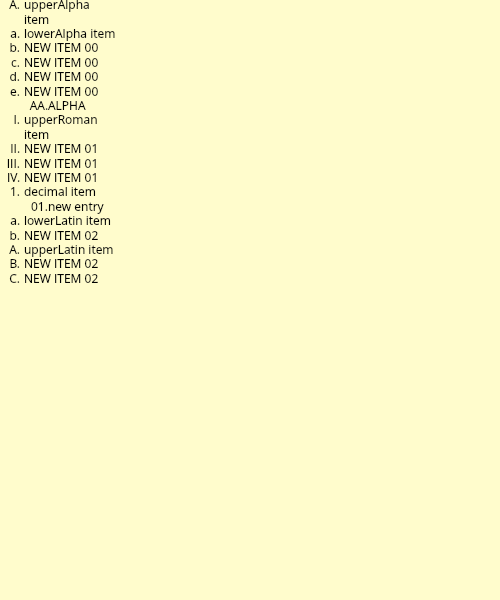 A. upperAlpha
item
a. lowerAlpha item
b. NEW ITEM 00
c. NEW ITEM 00
d. NEW ITEM 00
e. NEW ITEM 00
AA.ALPHA
I. upperRoman
item
II. NEW ITEM 01
III. NEW ITEM 01
IV. NEW ITEM 01
1. decimal item
01.new entry
a. lowerLatin item
b. NEW ITEM 02
A. upperLatin item
B. NEW ITEM 02
C. NEW ITEM 02